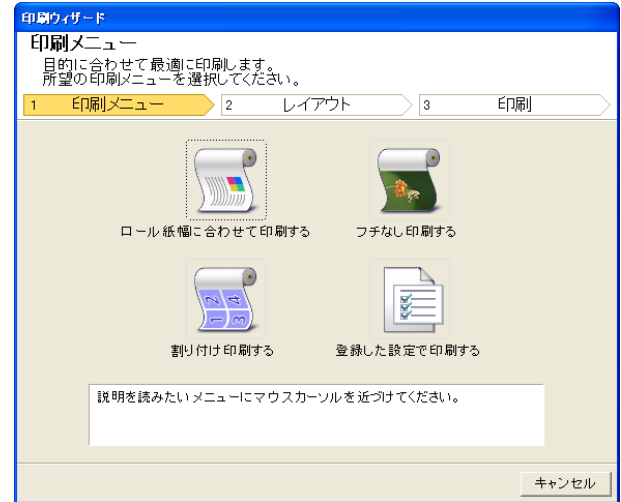 印刷ウィザード
印刷メニュー
目的に合わせて最適に印刷します。
所望の印刷メニューを選択してください。
1 印刷メニュー 2 レイアウト 3 印刷
ロール紙幅に合わせて印刷する フチなし印刷する
1 2 3 4
割り付け印刷する 登録した設定で印刷する
説明を読みたいメニューにマウスカーソルを近づけてください。
キャンセル